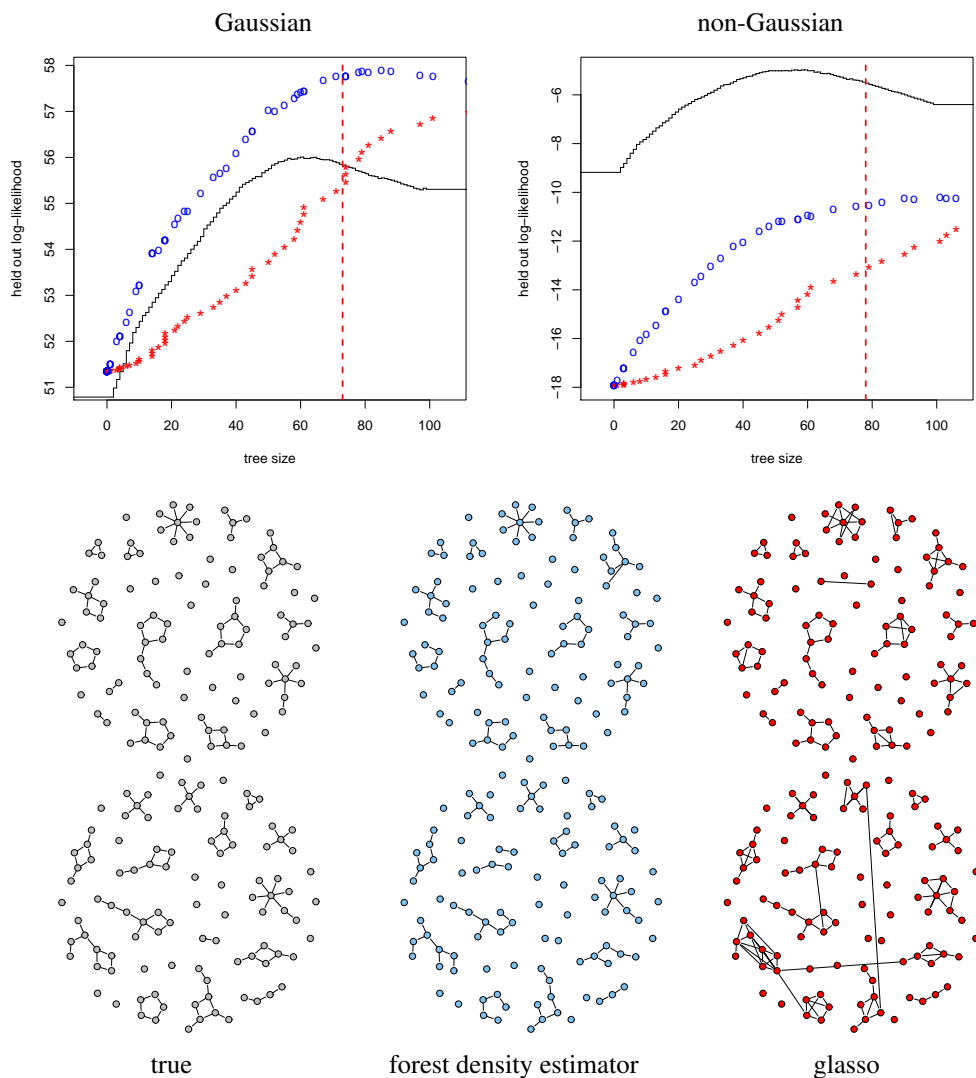 Gaussian
non-Gaussian
held out log−likelihood
58
57
56
55
54
53
52
51
0 20 40 60 80 100
tree size
held out log−likelihood
−6
−8
−10
−12
−14
−16
−18
0 20 40 60 80 100
tree size
true
forest density estimator
glasso